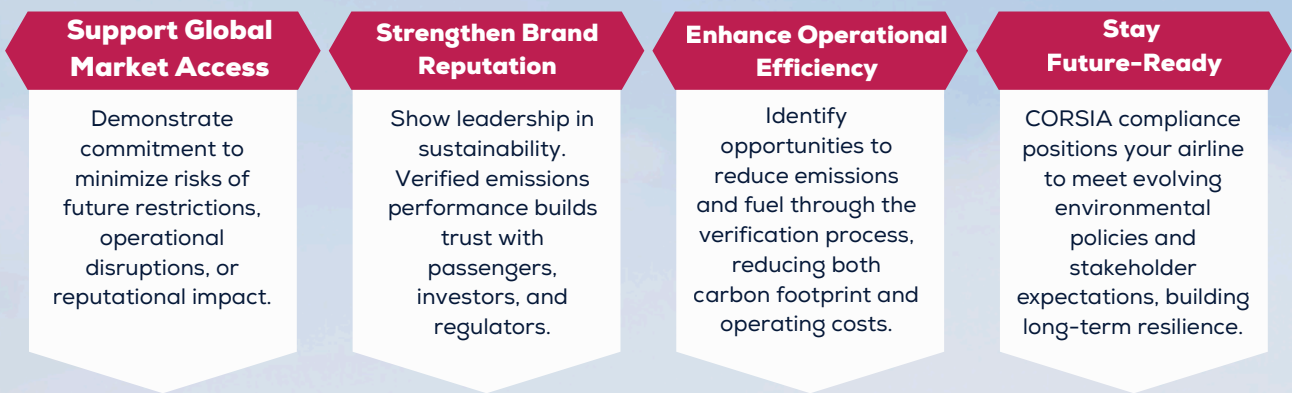 Support Global
Market Access
Demonstrate
commitment to
minimize risks of
future restrictions,
operational
disruptions, or
reputational impact.
Strengthen Brand
Reputation
Show leadership in
sustainability.
Verified emissions
performance builds
trust with
passengers,
investors, and
regulators.
Enhance Operational
Efficiency
Identify
opportunities to
reduce emissions
and fuel through the
verification process,
reducing both
carbon footprint and
operating costs.
Stay
Future-Ready
CORSIA compliance
positions your airline
to meet evolving
environmental
policies and
stakeholder
expectations, building
long-term resilience.